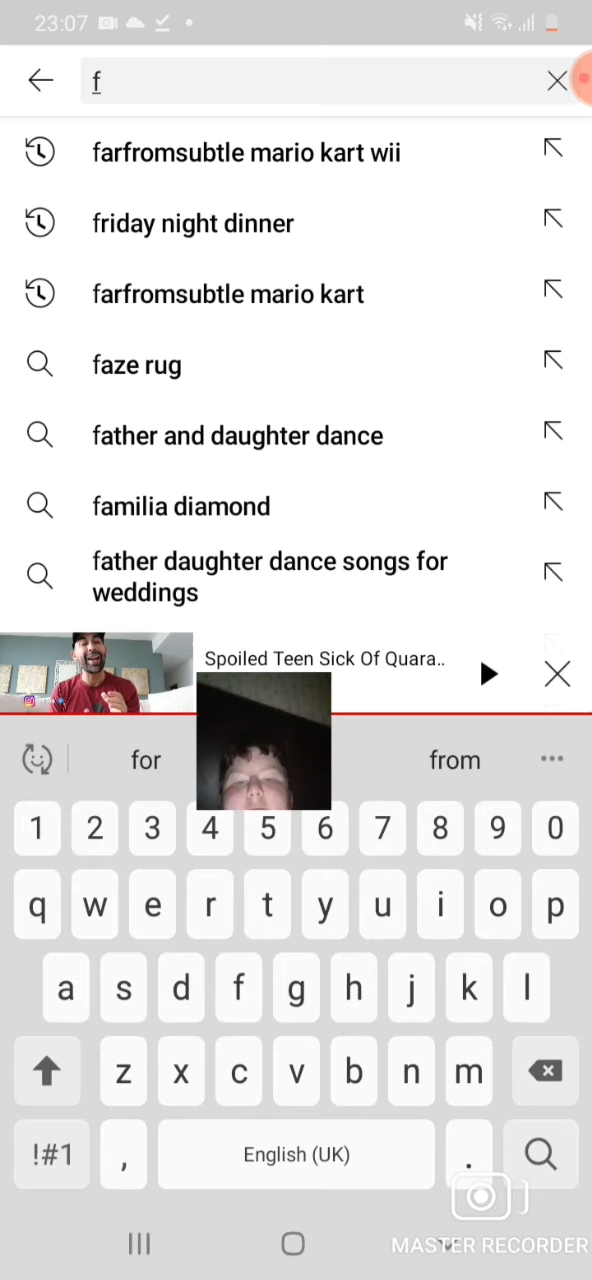 23:07
f
farfromsubtle mario kart wii
friday night dinner
farfromsubtle mario kart
faze rug
father and daughter dance
familia diamond
father daughter dance songs for
weddings
Spoiled Teen Sick Of Quara..
for from
1 2 3 4 5 6 7 8 9 0
q w e r t y u i o p
a s d f g h j k l
z x c v b n m
!#1 , English (UK) .
MASTER RECORDER